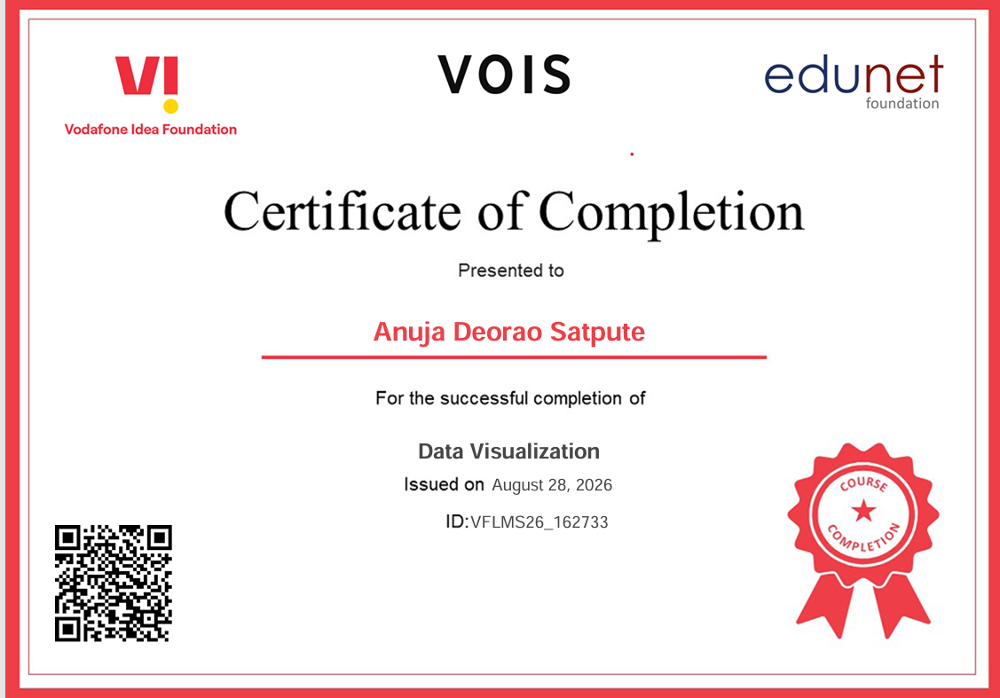 VI
Vodafone Idea Foundation
VOIS
edunet
foundation
Certificate of Completion
Presented to
Anuja Deorao Satpute
For the successful completion of
Data Visualization
Issued on August 28, 2026
ID:VFLMS26_162733
COURSE
COMPLETION